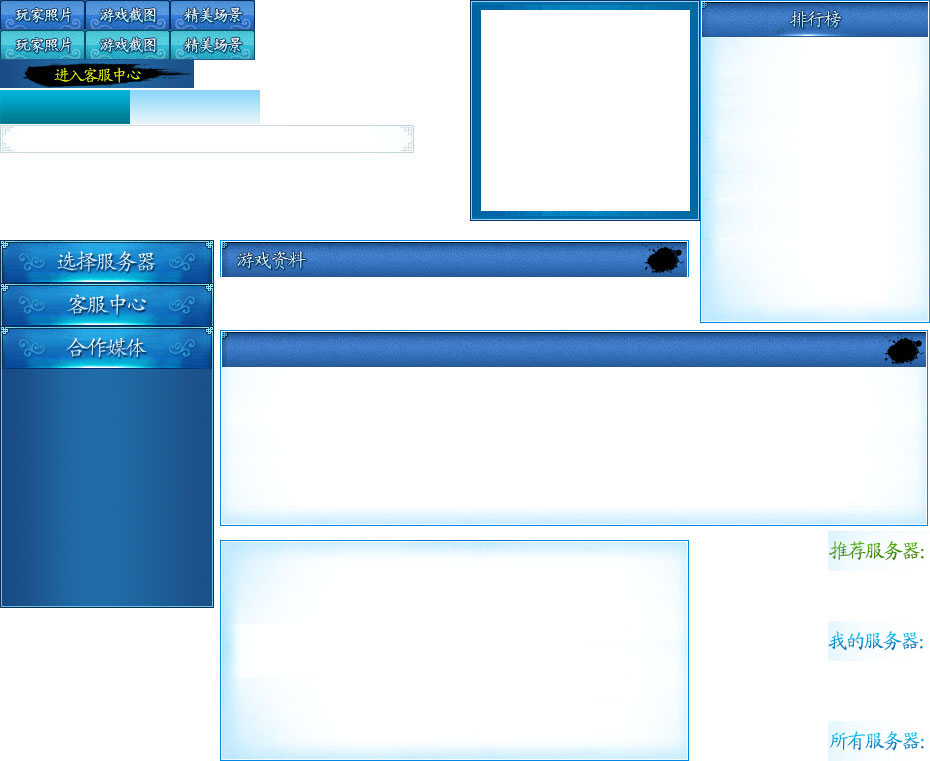 玩家照片 游戏截图 精美场景
玩家照片 游戏截图 精美场景
进入客服中心
排行榜
选择服务器
游戏资料
客服中心
合作媒体
推荐服务器:
我的服务器:
所有服务器: